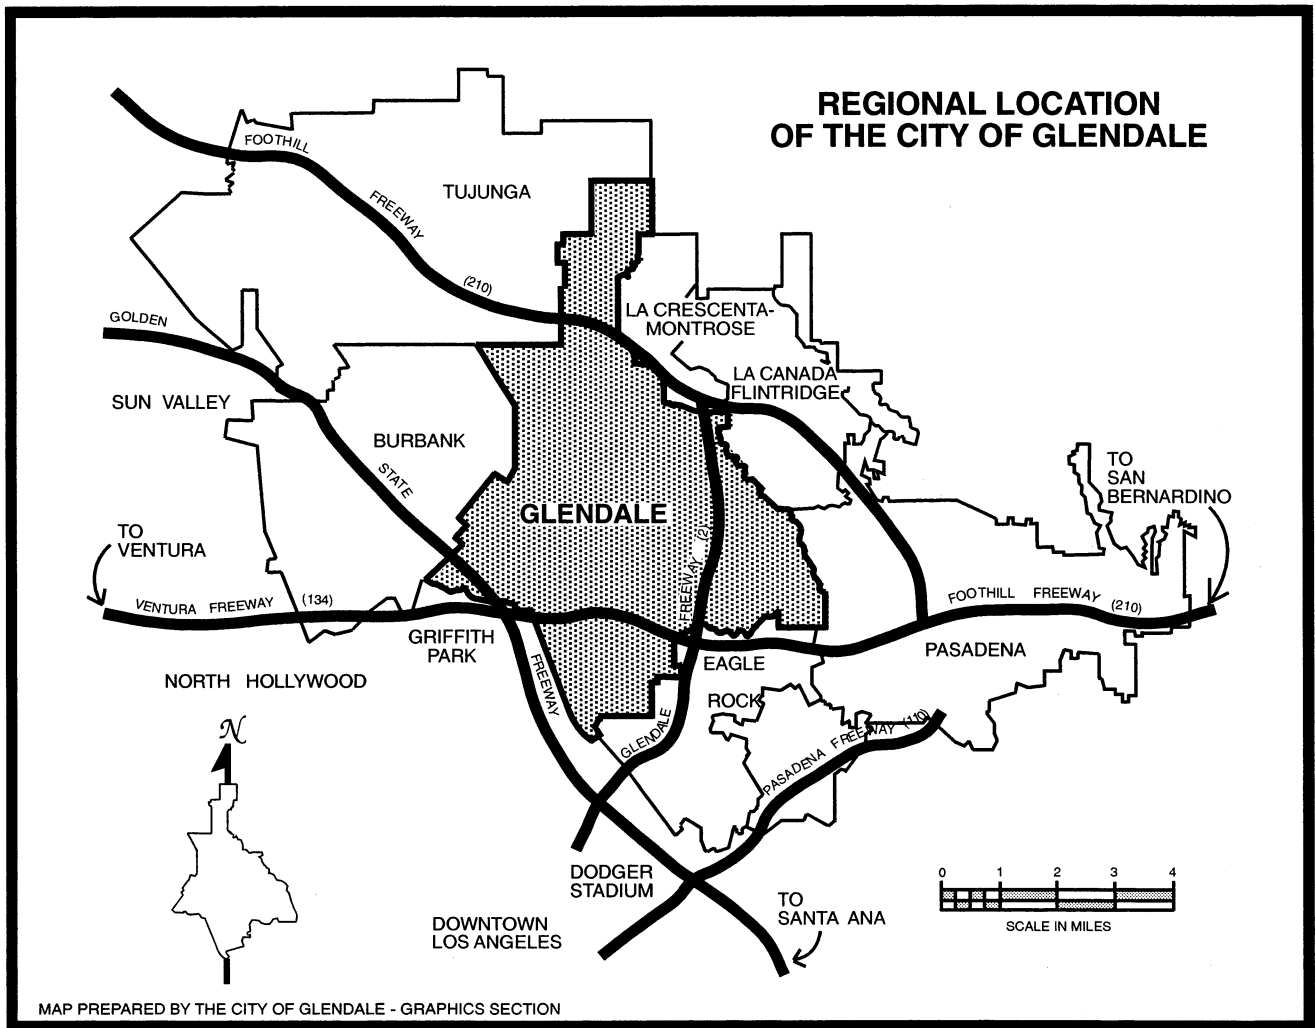 REGIONAL LOCATION
OF THE CITY OF GLENDALE
FOOTHILL
FREEWAY
(210)
TUJUNGA
GOLDEN
STATE
FREEWAY
SUN VALLEY
BURBANK
LA CRESCENTA-
MONTROSE
LA CANADA
FLINTRIDGE
GLENDALE
TO
SAN
BERNARDINO
TO
VENTURA
VENTURA FREEWAY (134)
GLENDALE
FREEWAY (2)
FOOTHILL FREEWAY (210)
GRIFFITH
PARK
EAGLE
ROCK
PASADENA
NORTH HOLLYWOOD
PASADENA FREEWAY (110)
N
DODGER
STADIUM
DOWNTOWN
LOS ANGELES
TO
SANTA ANA
0 1 2 3 4
SCALE IN MILES
MAP PREPARED BY THE CITY OF GLENDALE - GRAPHICS SECTION